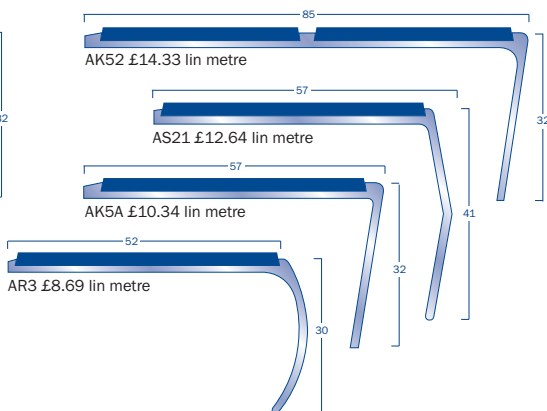 85
AK52 £14.33 lin metre
32
57
AS21 £12.64 lin metre
41
57
AK5A £10.34 lin metre
32
52
AR3 £8.69 lin metre
30